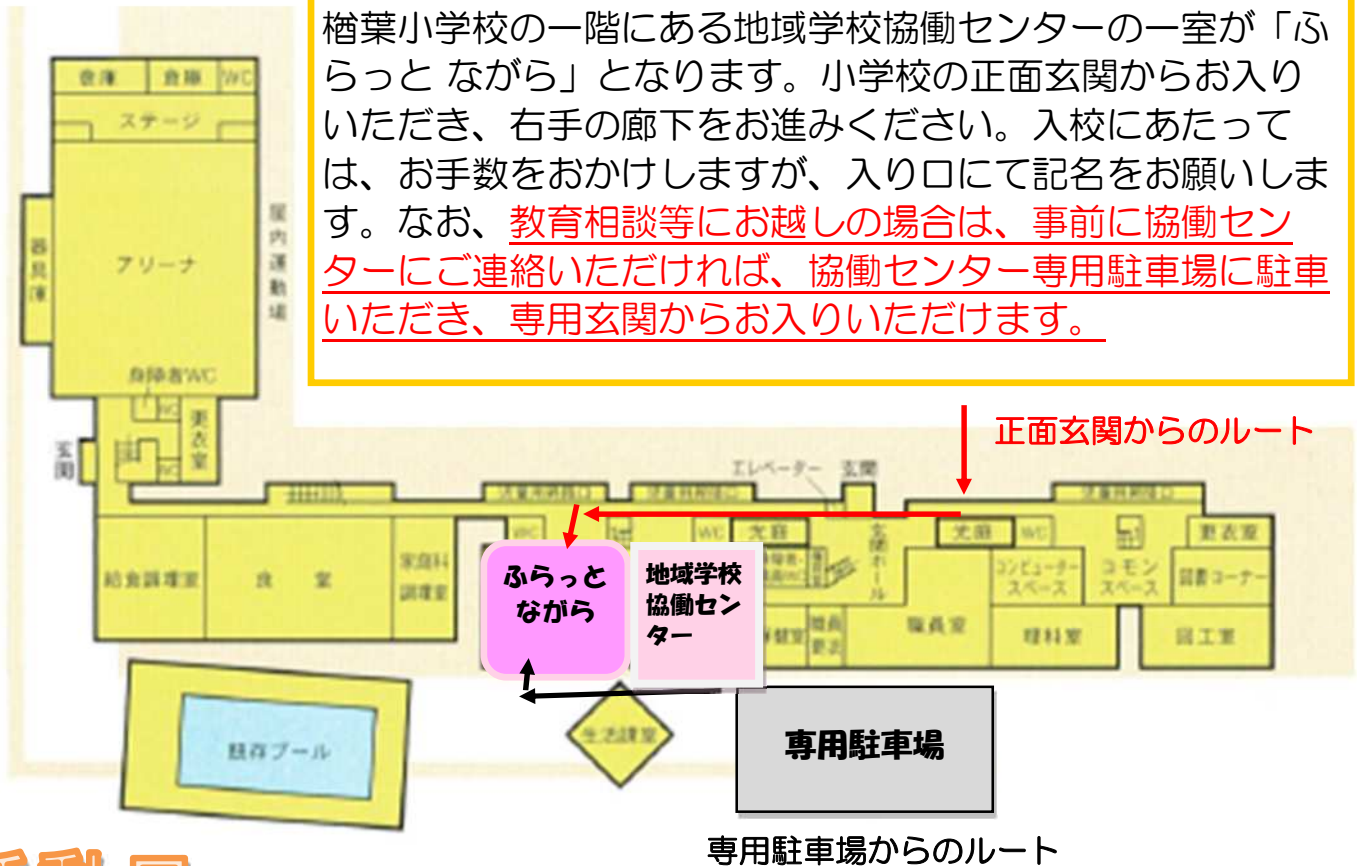 楢葉小学校の一階にある地域学校協働センターの一室が「ふ
らっと ながら」となります。小学校の正面玄関からお入り
いただき、右手の廊下をお進みください。入校にあたって
は、お手数をおかけしますが、入り口にて記名をお願いしま
す。なお、教育相談等にお越しの場合は、事前に協働セン
ターにご連絡いただければ、協働センター専用駐車場に駐車
いただき、専用玄関からお入りいただけます。
倉庫
倉庫
WC
ステージ
アリーナ
器具庫
屋内運動場
身障者WC
WC
更衣室
WC
玄関
正面玄関からのルート
エレベーター
玄関
WC
WC
光庭
玄関ホール
光庭
WC
更衣室
給食調理室
食 室
家庭科
調理室
ふらっと
ながら
地域学校
協働セン
ター
職員室
コンピューター
スペース
コモン
スペース
図書コーナー
理科室
図工室
既存プール
生活課室
専用駐車場
専用駐車場からのルート